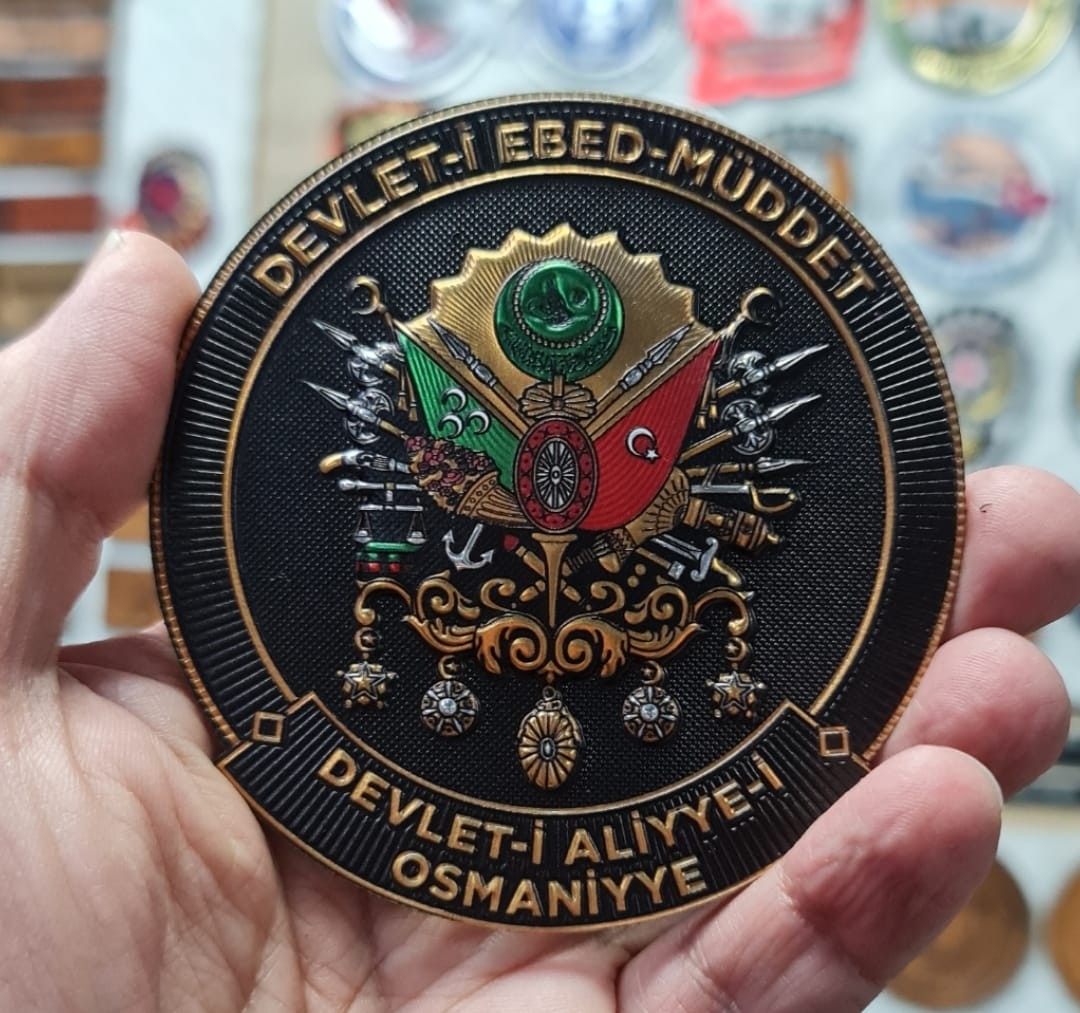 DEVLET-İ EBED-MÜDDET
DEVLET-İ ALİYYE-İ
OSMANİYYE